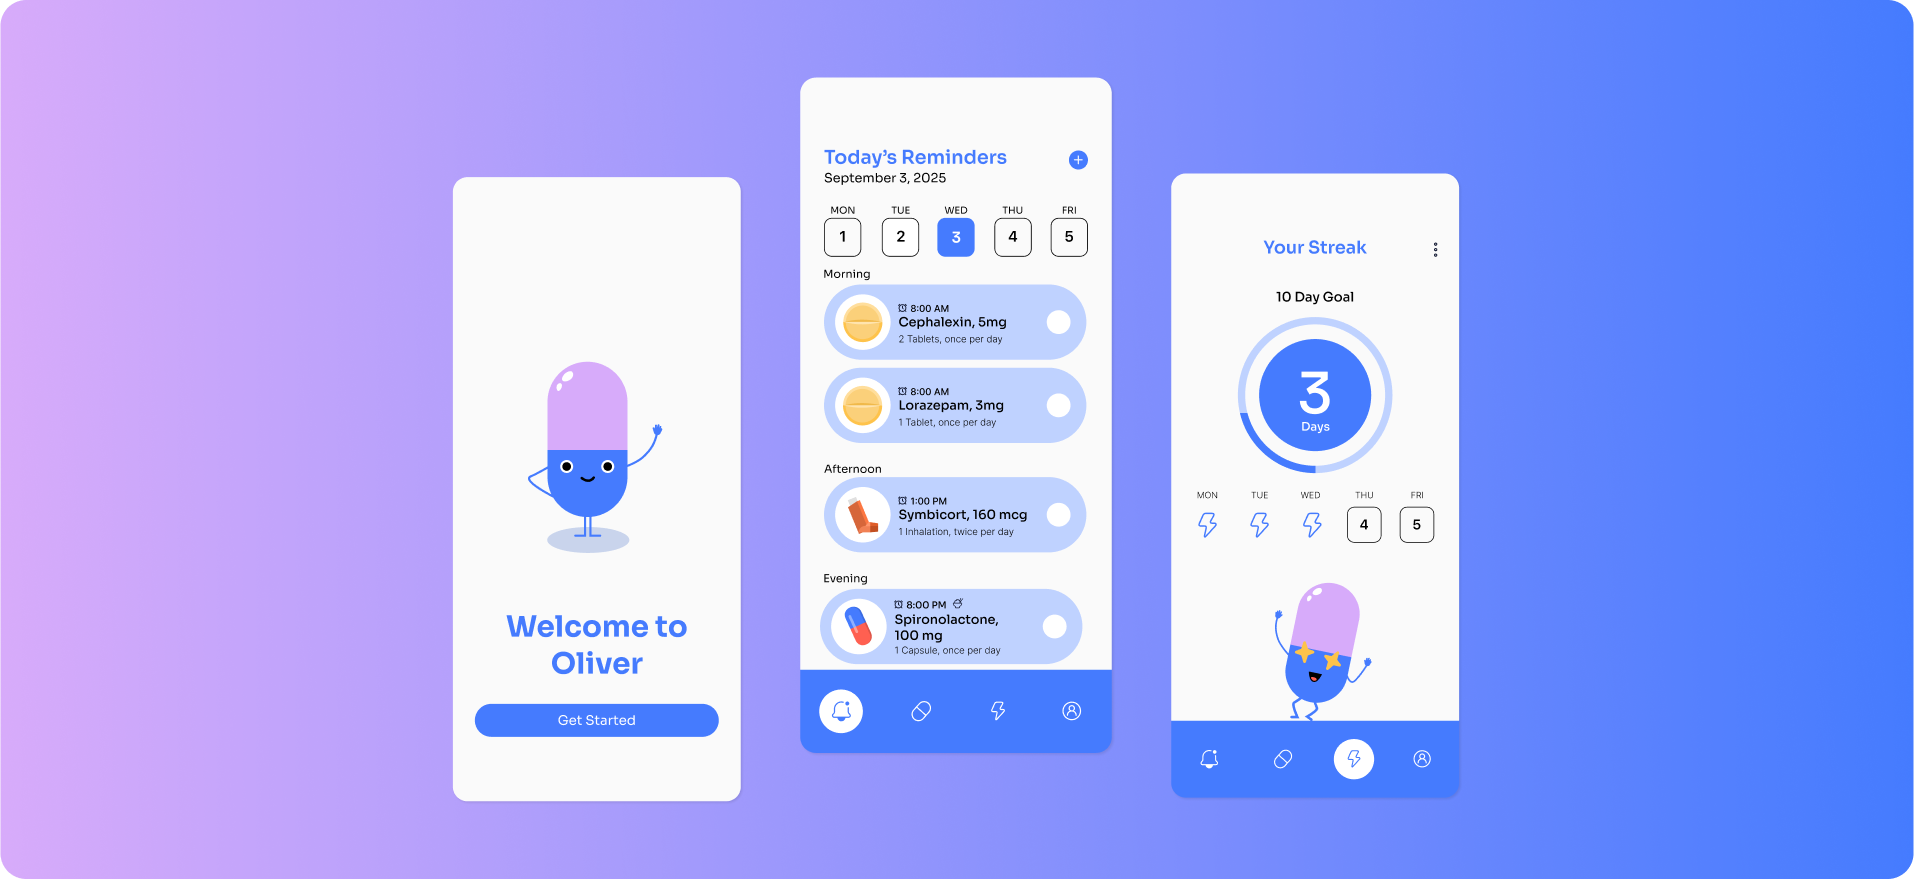 Welcome to
Oliver
Get Started
Today’s Reminders
September 3, 2025
MON TUE WED THU FRI
1 2 3 4 5
Morning
8:00 AM
Cephalexin, 5mg
2 Tablets, once per day
8:00 AM
Lorazepam, 3mg
1 Tablet, once per day
Afternoon
1:00 PM
Symbicort, 160 mcg
1 Inhalation, twice per day
Evening
8:00 PM
Spironolactone,
100 mg
1 Capsule, once per day
Your Streak
10 Day Goal
3
Days
MON TUE WED THU FRI
4 5